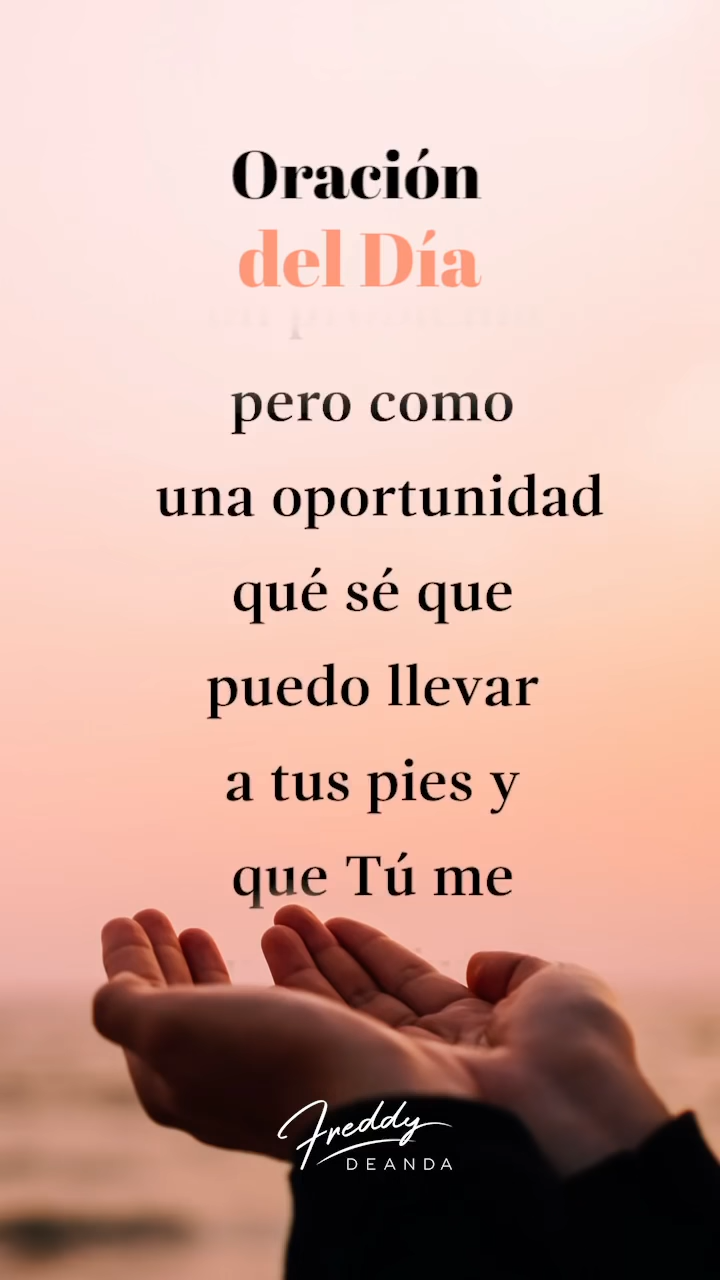 Oración
del Día
pero como
una oportunidad
qué sé que
puedo llevar
a tus pies y
que Tú me
Freddy
DEANDA